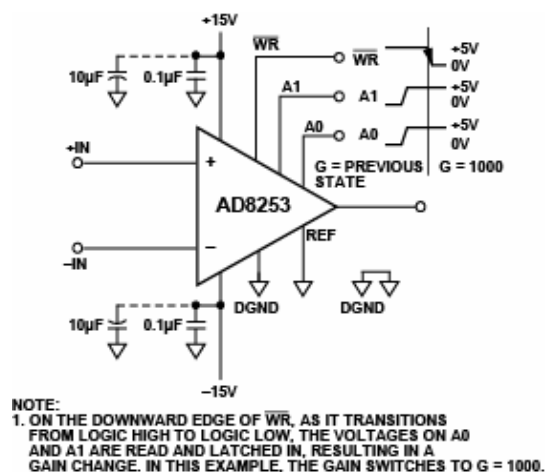 +15V
WR
10µF
0.1µF
WR
+5V
0V
A1
A1
+5V
0V
A0
A0
+5V
0V
+IN
+
G = PREVIOUS
STATE
G = 1000
AD8253
REF
–IN
–
DGND
DGND
10µF
0.1µF
–15V
NOTE:
1. ON THE DOWNWARD EDGE OF WR, AS IT TRANSITIONS
FROM LOGIC HIGH TO LOGIC LOW, THE VOLTAGES ON A0
AND A1 ARE READ AND LATCHED IN, RESULTING IN A
GAIN CHANGE. IN THIS EXAMPLE, THE GAIN SWITCHES TO G = 1000.